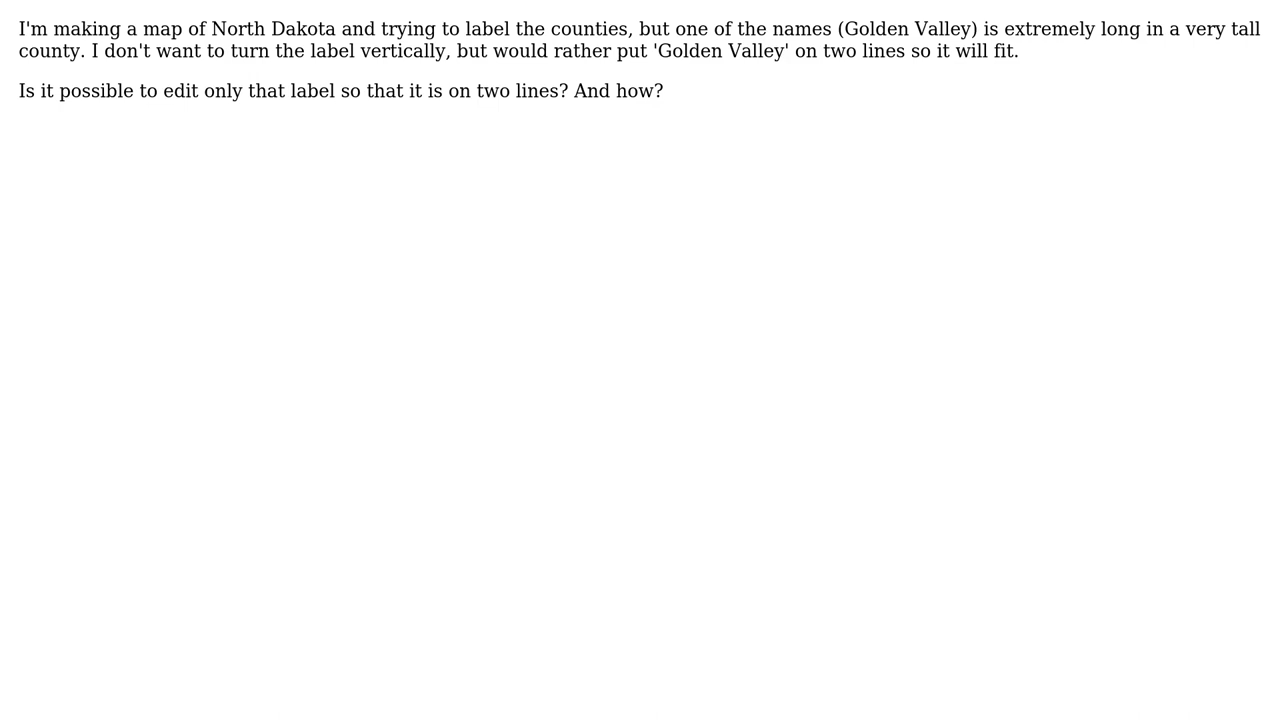 I'm making a map of North Dakota and trying to label the counties, but one of the names (Golden Valley) is extremely long in a very tall
county. I don't want to turn the label vertically, but would rather put 'Golden Valley' on two lines so it will fit.
Is it possible to edit only that label so that it is on two lines? And how?